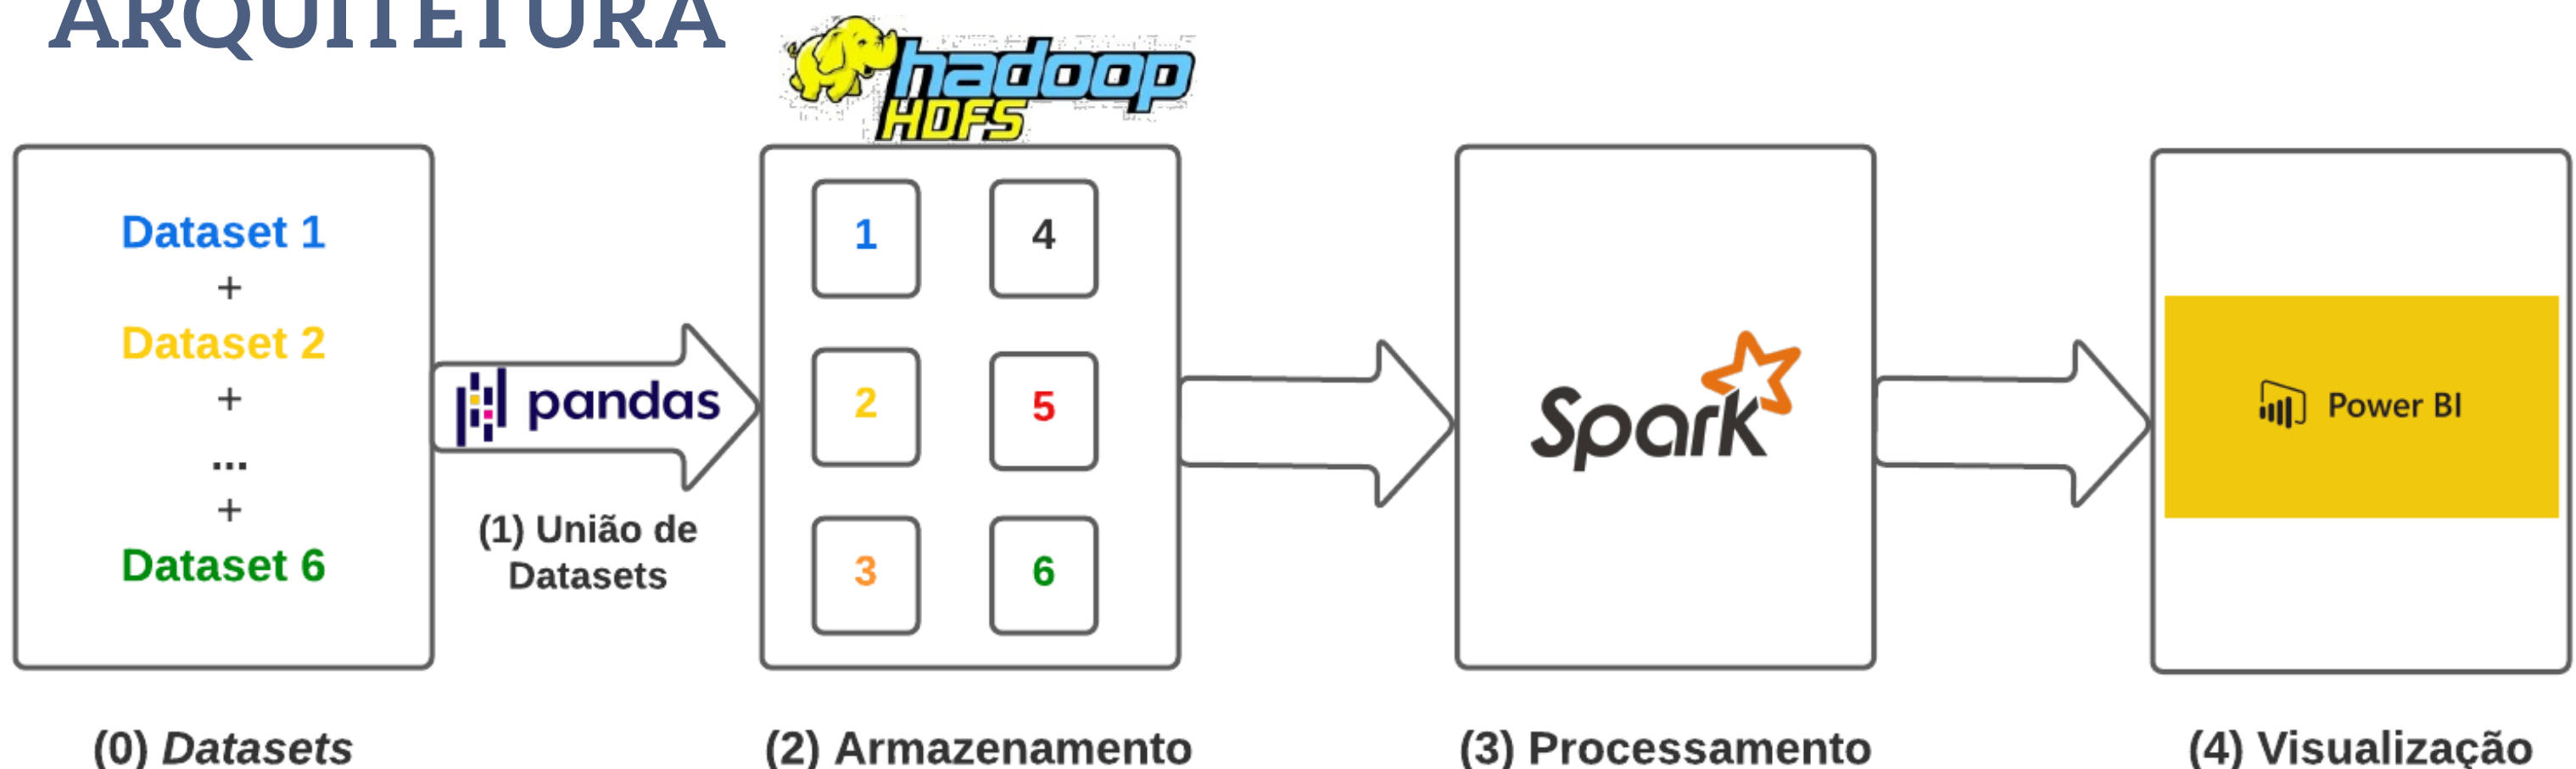 ARQUITETURA
hadoop
HDFS
Dataset 1
+
Dataset 2
+
...
+
Dataset 6
pandas
(1) União de
Datasets
1
4
2
5
3
6
Spark
Power BI
(0) Datasets
(2) Armazenamento
(3) Processamento
(4) Visualização